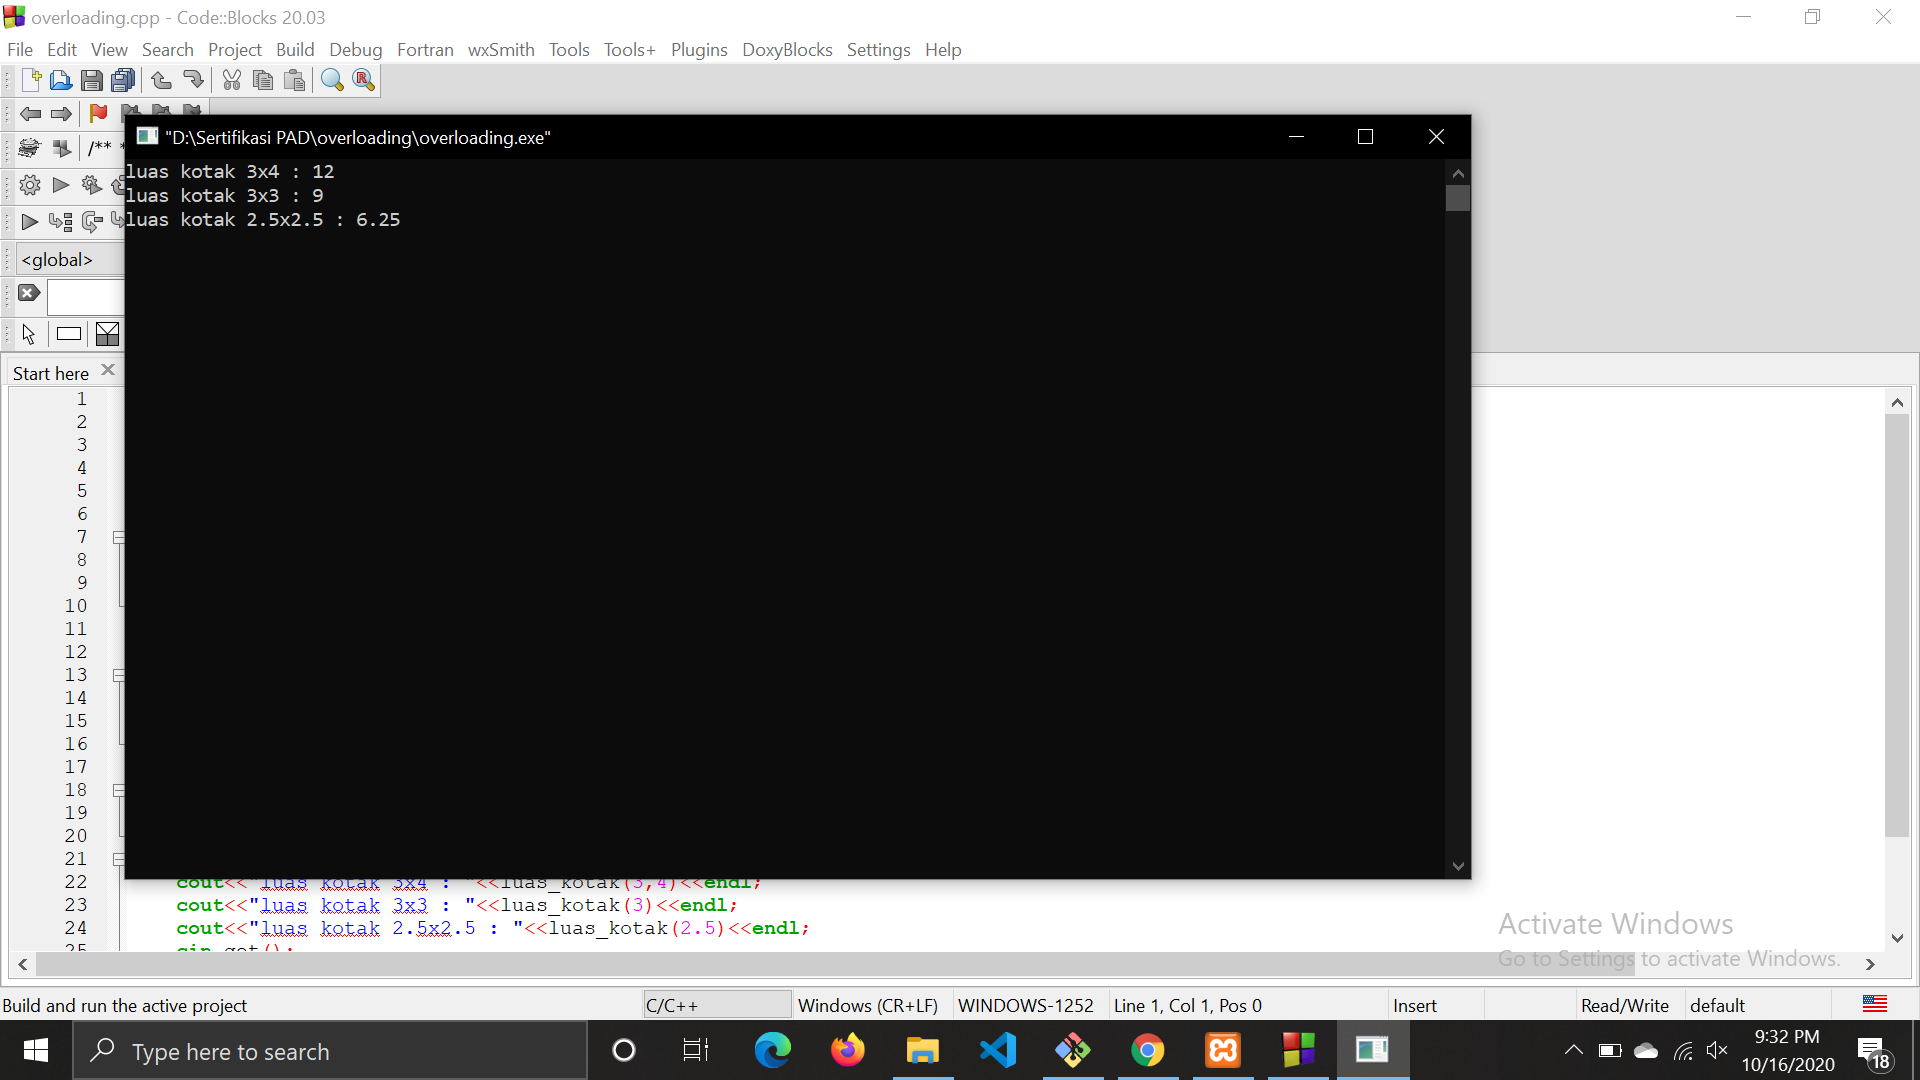 overloading.cpp - Code::Blocks 20.03
File Edit View Search Project Build Debug Fortran wxSmith Tools Tools+ Plugins DoxyBlocks Settings Help
"D:\Sertifikasi PAD\overloading\overloading.exe"
/**
luas kotak 3x4 : 12
luas kotak 3x3 : 9
luas kotak 2.5x2.5 : 6.25
<global>
Start here
1
2
3
4
5
6
7
8
9
10
11
12
13
14
15
16
17
18
19
20
21
22 cout<<"luas kotak 3x4 : "<<luas_kotak(3,4)<<endl;
23 cout<<"luas kotak 3x3 : "<<luas_kotak(3)<<endl;
24 cout<<"luas kotak 2.5x2.5 : "<<luas_kotak(2.5)<<endl;
25 cin.get();
Activate Windows
Go to Settings to activate Windows.
Build and run the active project C/C++ Windows (CR+LF) WINDOWS-1252 Line 1, Col 1, Pos 0 Insert Read/Write default
Type here to search
9:32 PM
10/16/2020
18